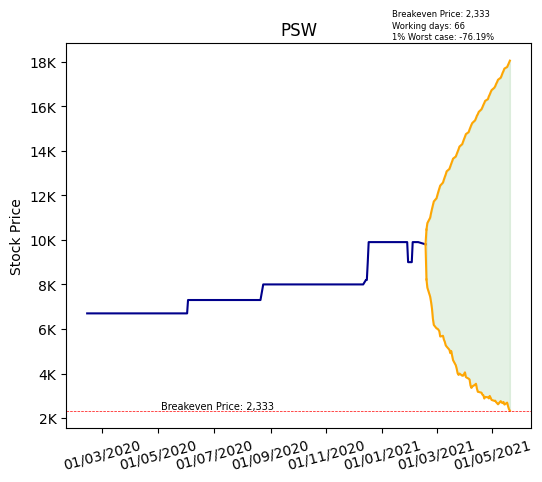 Breakeven Price: 2,333
Working days: 66
1% Worst case: -76.19%
PSW
Stock Price
18K
16K
14K
12K
10K
8K
6K
4K
2K
Breakeven Price: 2,333
01/03/2020
01/05/2020
01/07/2020
01/09/2020
01/11/2020
01/01/2021
01/03/2021
01/05/2021